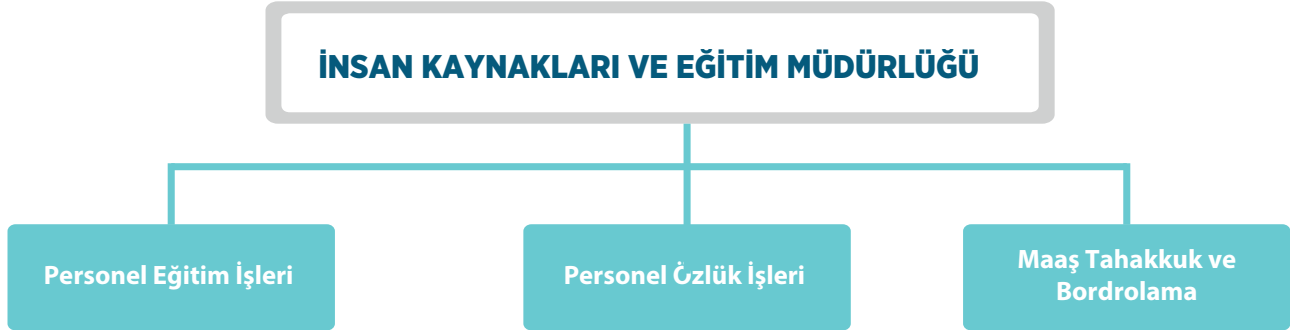 İNSAN KAYNAKLARI VE EĞİTİM MÜDÜRLÜĞÜ
Personel Eğitim İşleri
Personel Özlük İşleri
Maaş Tahakkuk ve
Bordrolama